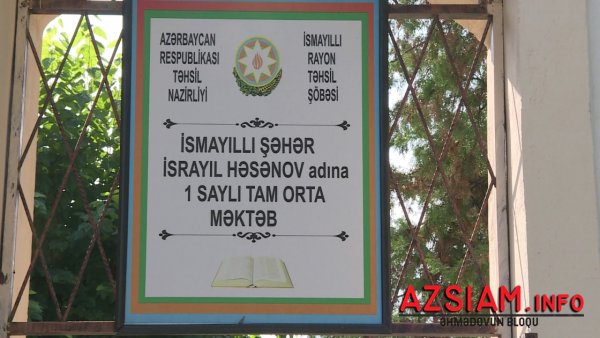 AZƏRBAYCAN
RESPUBLİKASI
TƏHSİL
NAZİRLİYİ
İSMAYILLI
RAYON
TƏHSİL
ŞÖBƏSİ
İSMAYILLI ŞƏHƏR
İSRAYIL HƏSƏNOV adına
1 SAYLI TAM ORTA
MƏKTƏB
AZSIAM.INFO
ƏHMƏDOVUN BLOQU